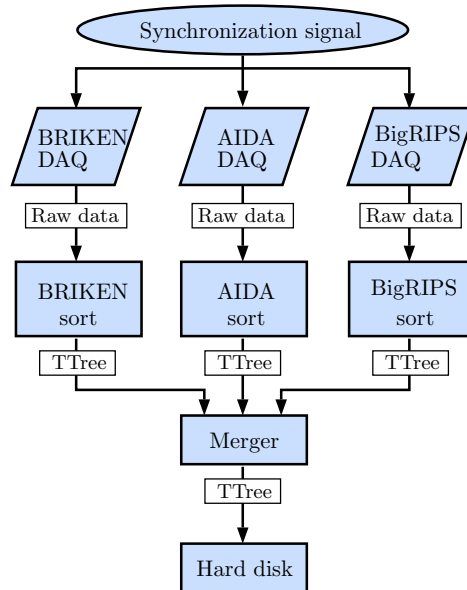 Synchronization signal
BRIKEN
DAQ
AIDA
DAQ
BigRIPS
DAQ
Raw data
Raw data
Raw data
BRIKEN
sort
AIDA
sort
BigRIPS
sort
TTree
TTree
TTree
Merger
TTree
Hard disk